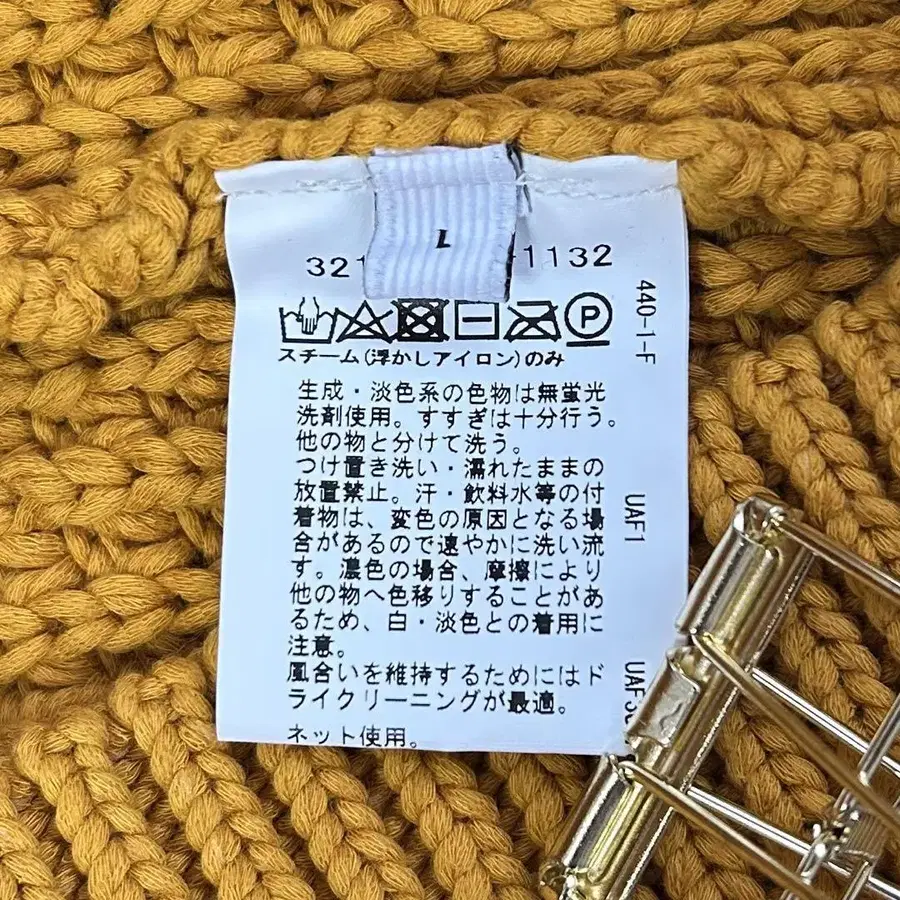 L
321
-1132
P
スチーム(浮かしアイロン)のみ
生成・淡色系の色物は無蛍光
洗剤使用。すすぎは十分行う。
他の物と分けて洗う。
つけ置き洗い・濡れたままの
放置禁止。汗・飲料水等の付
着物は、変色の原因となる場
合があるので速やかに洗い流
す。濃色の場合、摩擦により
他の物へ色移りすることがあ
るため、白・淡色との着用に
注意。
風合いを維持するためにはド
ライクリーニングが最適。
ネット使用。
440-1-F
UAF1